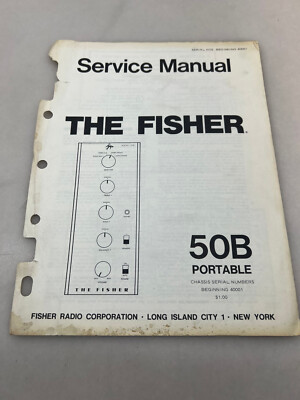 Service Manual
THE FISHER
THE FISHER
50B
PORTABLE
CHASSIS SERIAL NUMBERS
BEGINNING 40001
$1.00
FISHER RADIO CORPORATION • LONG ISLAND CITY 1 • NEW YORK